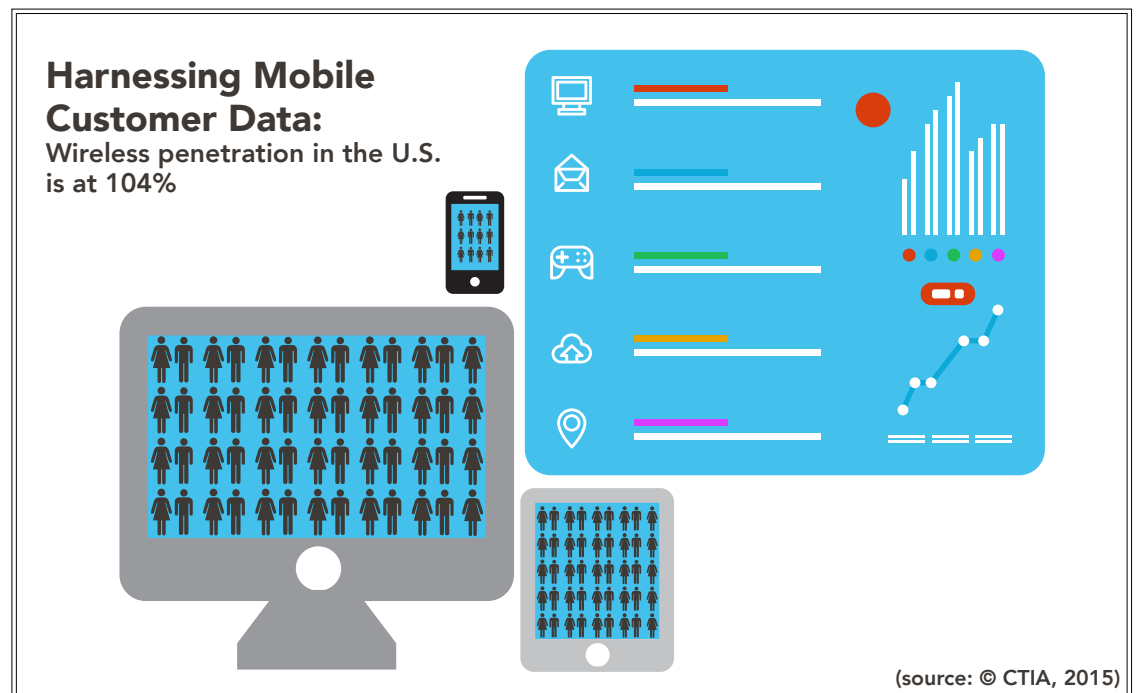 Harnessing Mobile
Customer Data:
Wireless penetration in the U.S.
is at 104%
(source: © CTIA, 2015)